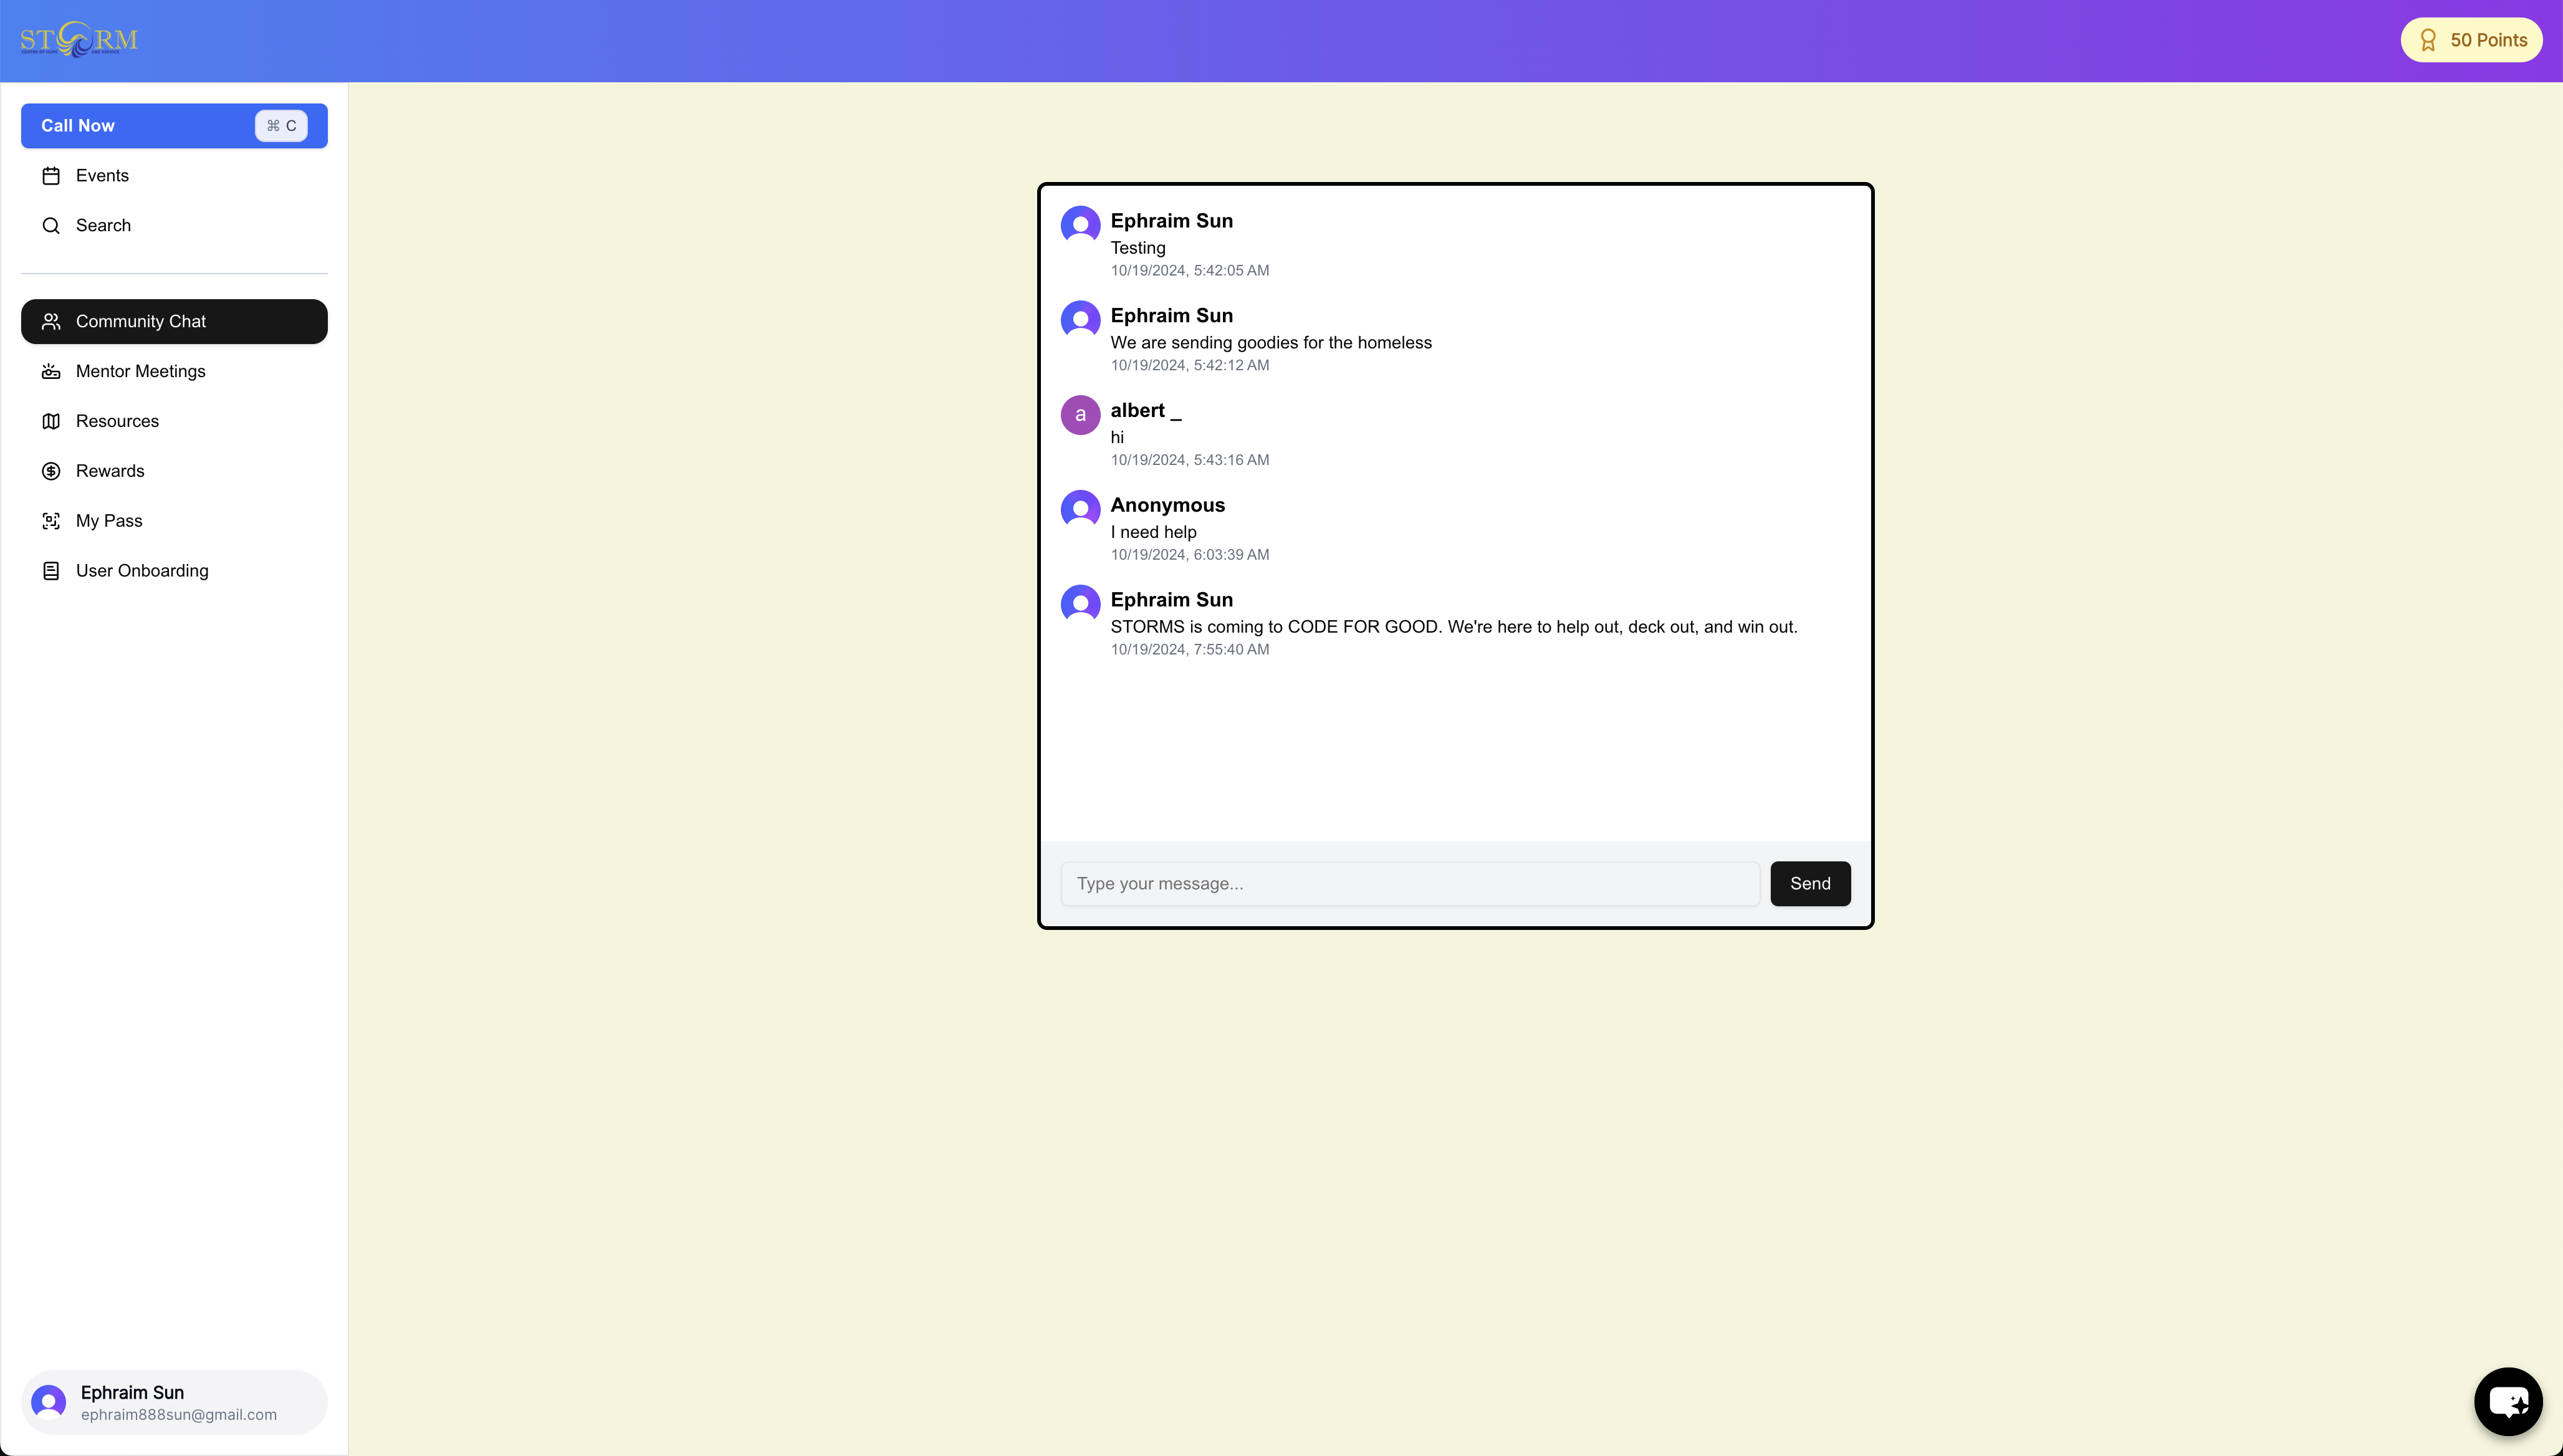 STORM
50 Points
Call Now
⌘ C
Events
Search
Community Chat
Mentor Meetings
Resources
Rewards
My Pass
User Onboarding
Ephraim Sun
Testing
10/19/2024, 5:42:05 AM
Ephraim Sun
We are sending goodies for the homeless
10/19/2024, 5:42:12 AM
a
albert _
hi
10/19/2024, 5:43:16 AM
Anonymous
I need help
10/19/2024, 6:03:39 AM
Ephraim Sun
STORMS is coming to CODE FOR GOOD. We're here to help out, deck out, and win out.
10/19/2024, 7:55:40 AM
Type your message...
Send
Ephraim Sun
ephraim888sun@gmail.com